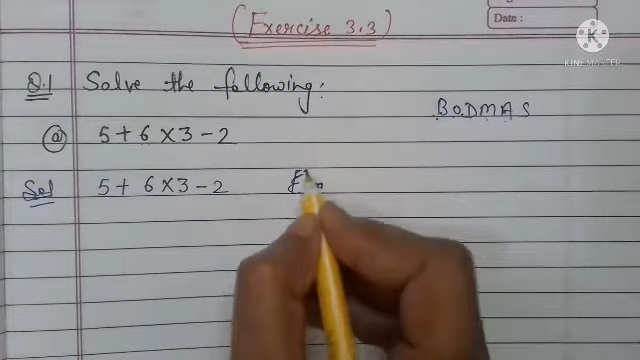 Date :
(Exercise 3.3)
KINEMASTER
Q.1 Solve the following:
BODMAS
(a) 5 + 6 × 3 - 2
Sol 5 + 6 × 3 - 2